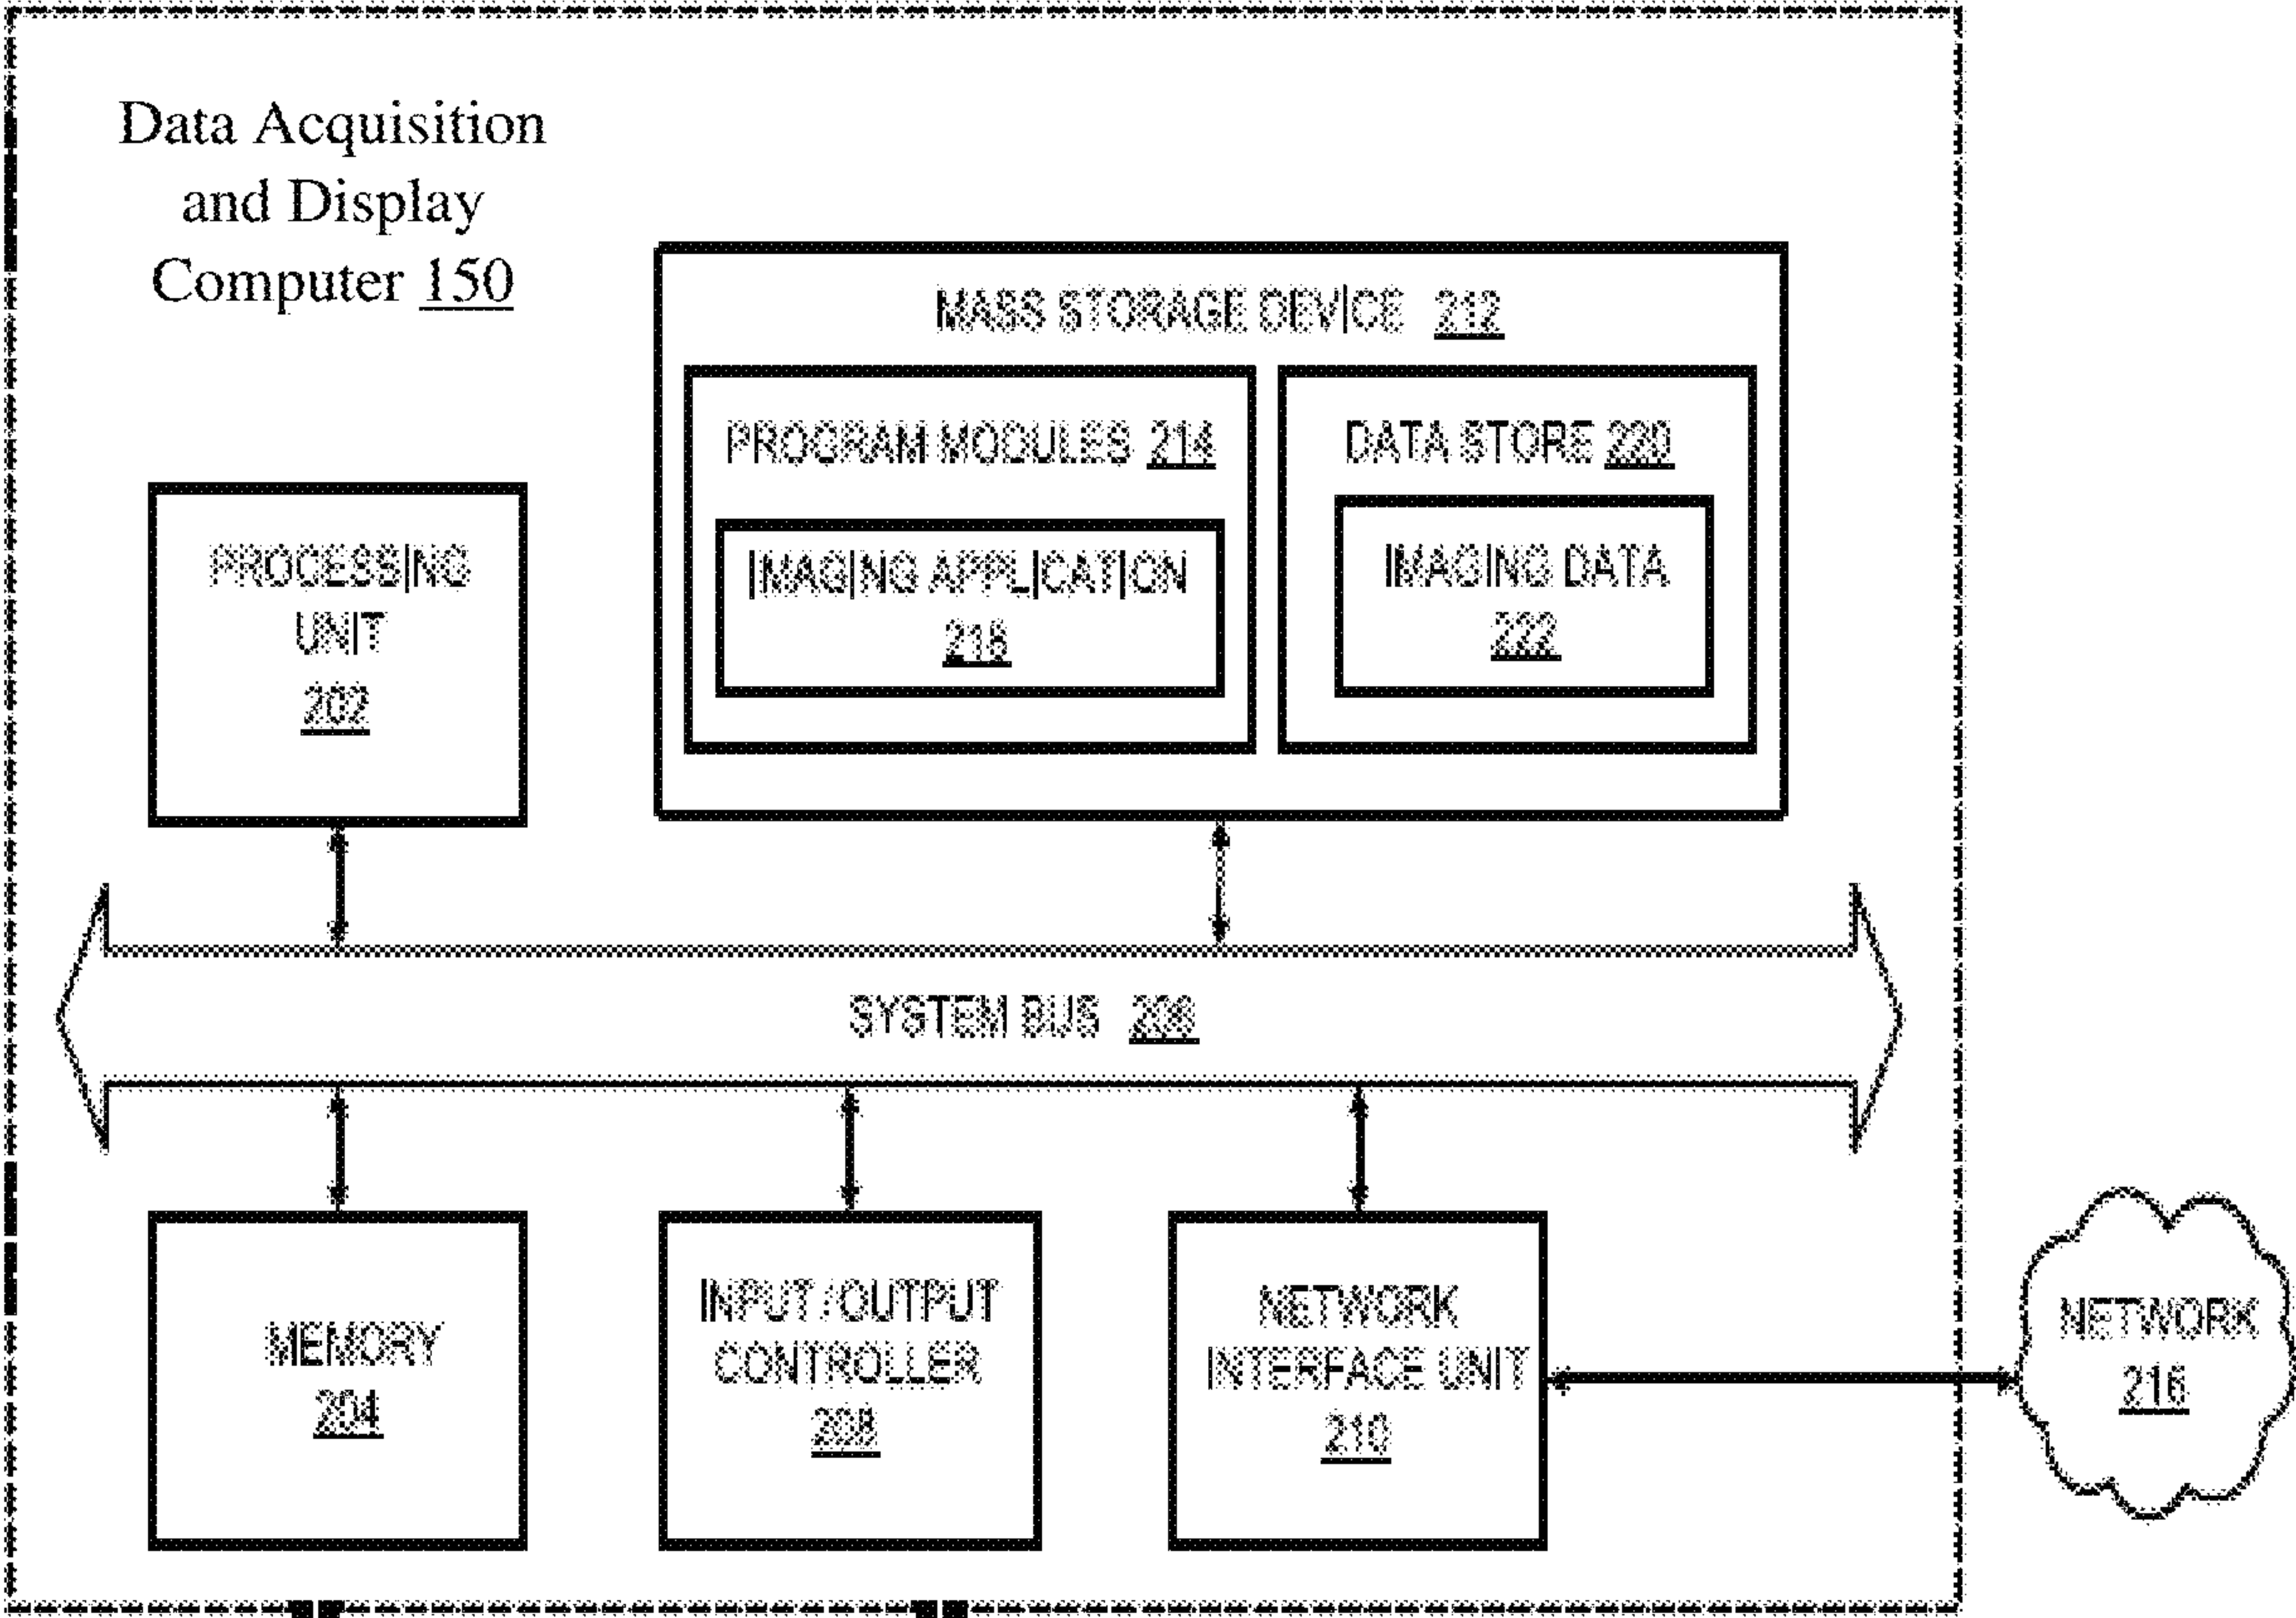 Data Acquisition
and Display
Computer 150
MASS STORAGE DEVICE 212
PROGRAM MODULES 214
DATA STORE 220
IMAGING APPLICATION
218
IMAGING DATA
222
PROCESSING
UNIT
202
SYSTEM BUS 206
MEMORY
204
INPUT/OUTPUT
CONTROLLER
208
NETWORK
INTERFACE UNIT
210
NETWORK
216